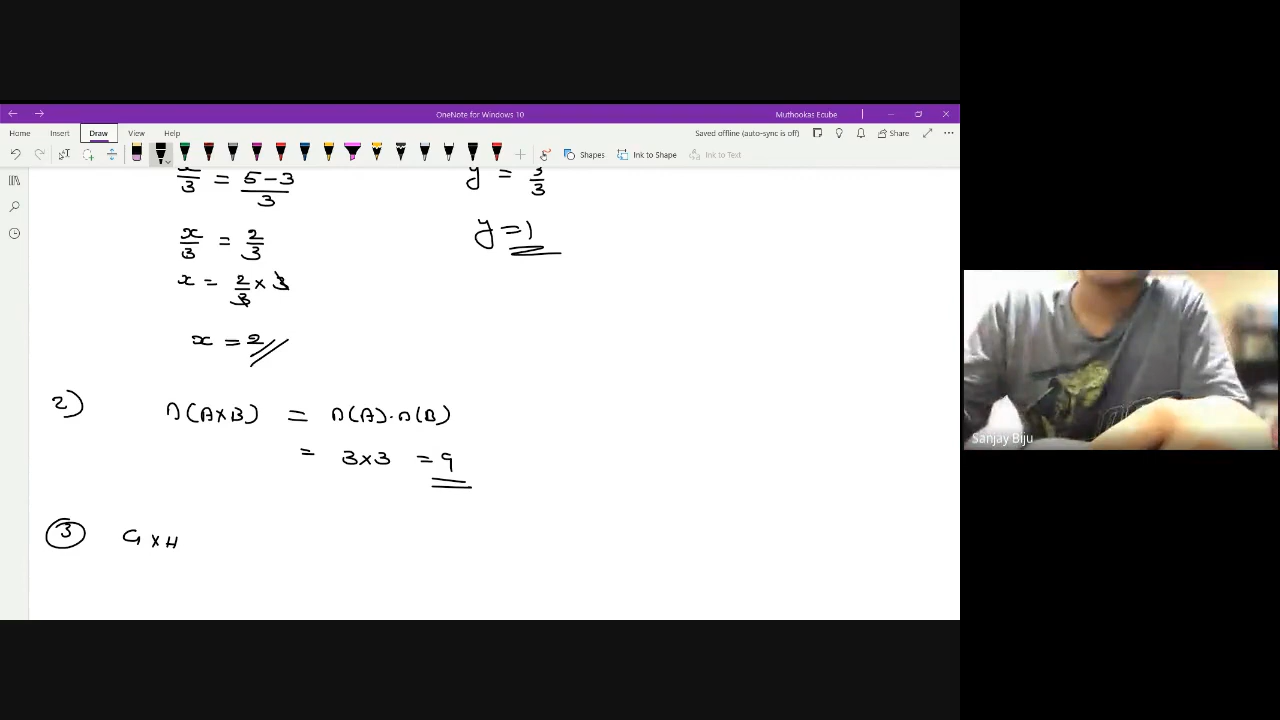 OneNote for Windows 10
Muthookas Ecube
Home Insert Draw View Help
Saved offline (auto-sync is off)
Share
Shapes
Ink to Shape
Ink to Text
x/3 = (5-3)/3
y = 3/3
x/3 = 2/3
y = 1
x = 2/3 × 3
x = 2
2) n(A×B) = n(A)·n(B)
= 3×3 = 9
3 G×H
Sanjay Biju